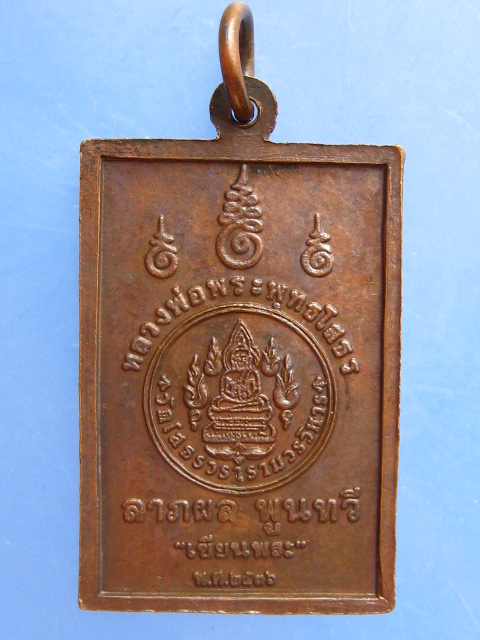 หลวงพ่อพระพุทธโสธร
วัดโสธรวรารามวรวิหาร
ลาภผล พูนทวี
"เซียนพระ"
พ.ศ.๒๕๓๖